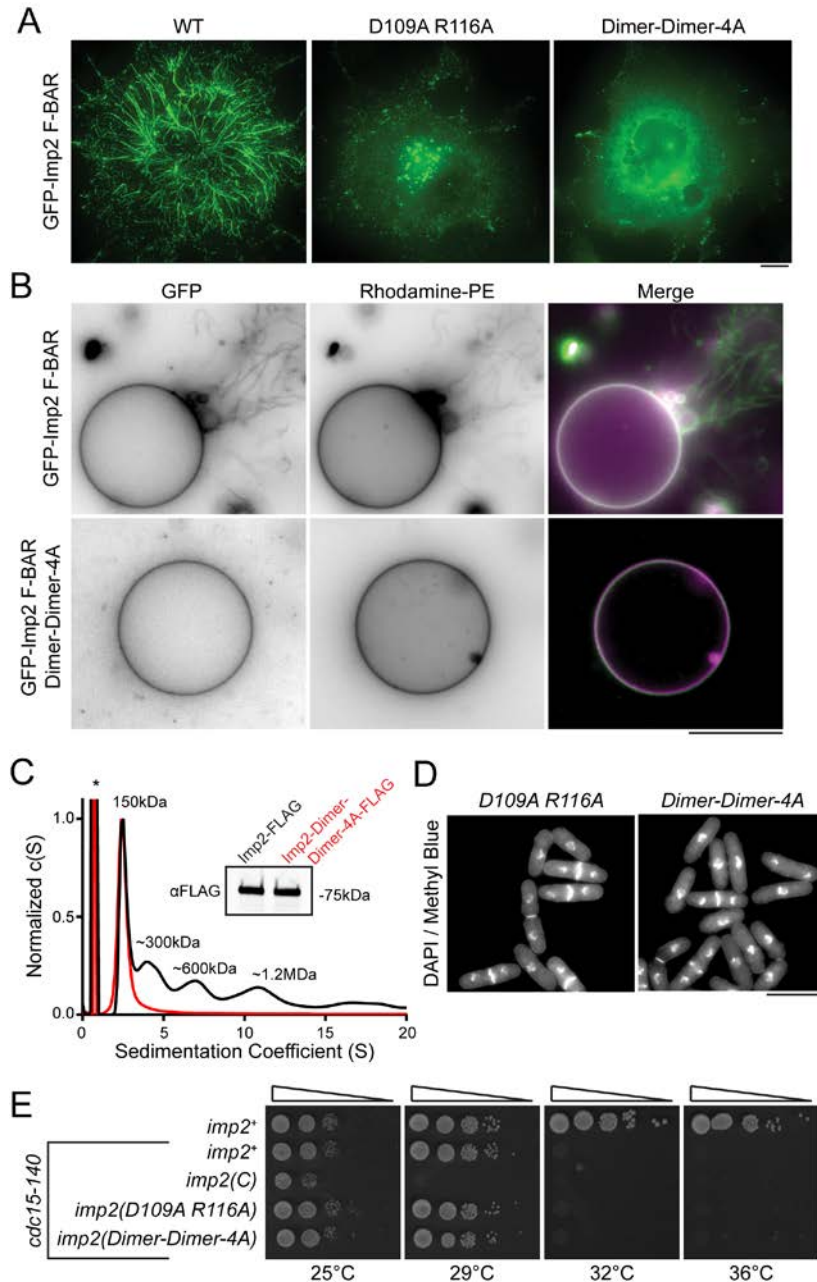 A
WT
D109A R116A
Dimer-Dimer-4A
GFP-Imp2 F-BAR
B
GFP
Rhodamine-PE
Merge
GFP-Imp2 F-BAR
GFP-Imp2 F-BAR
Dimer-Dimer-4A
C
*
150kDa
~300kDa
~600kDa
~1.2MDa
Imp2-FLAG
Imp2-Dimer-
Dimer-4A-FLAG
αFLAG
-75kDa
Normalized c(S)
1.0
0.5
0.0
0
5
10
15
20
Sedimentation Coefficient (S)
D
D109A R116A
Dimer-Dimer-4A
DAPI / Methyl Blue
E
imp2⁺
cdc15-140
imp2⁺
imp2(C)
imp2(D109A R116A)
imp2(Dimer-Dimer-4A)
25°C
29°C
32°C
36°C